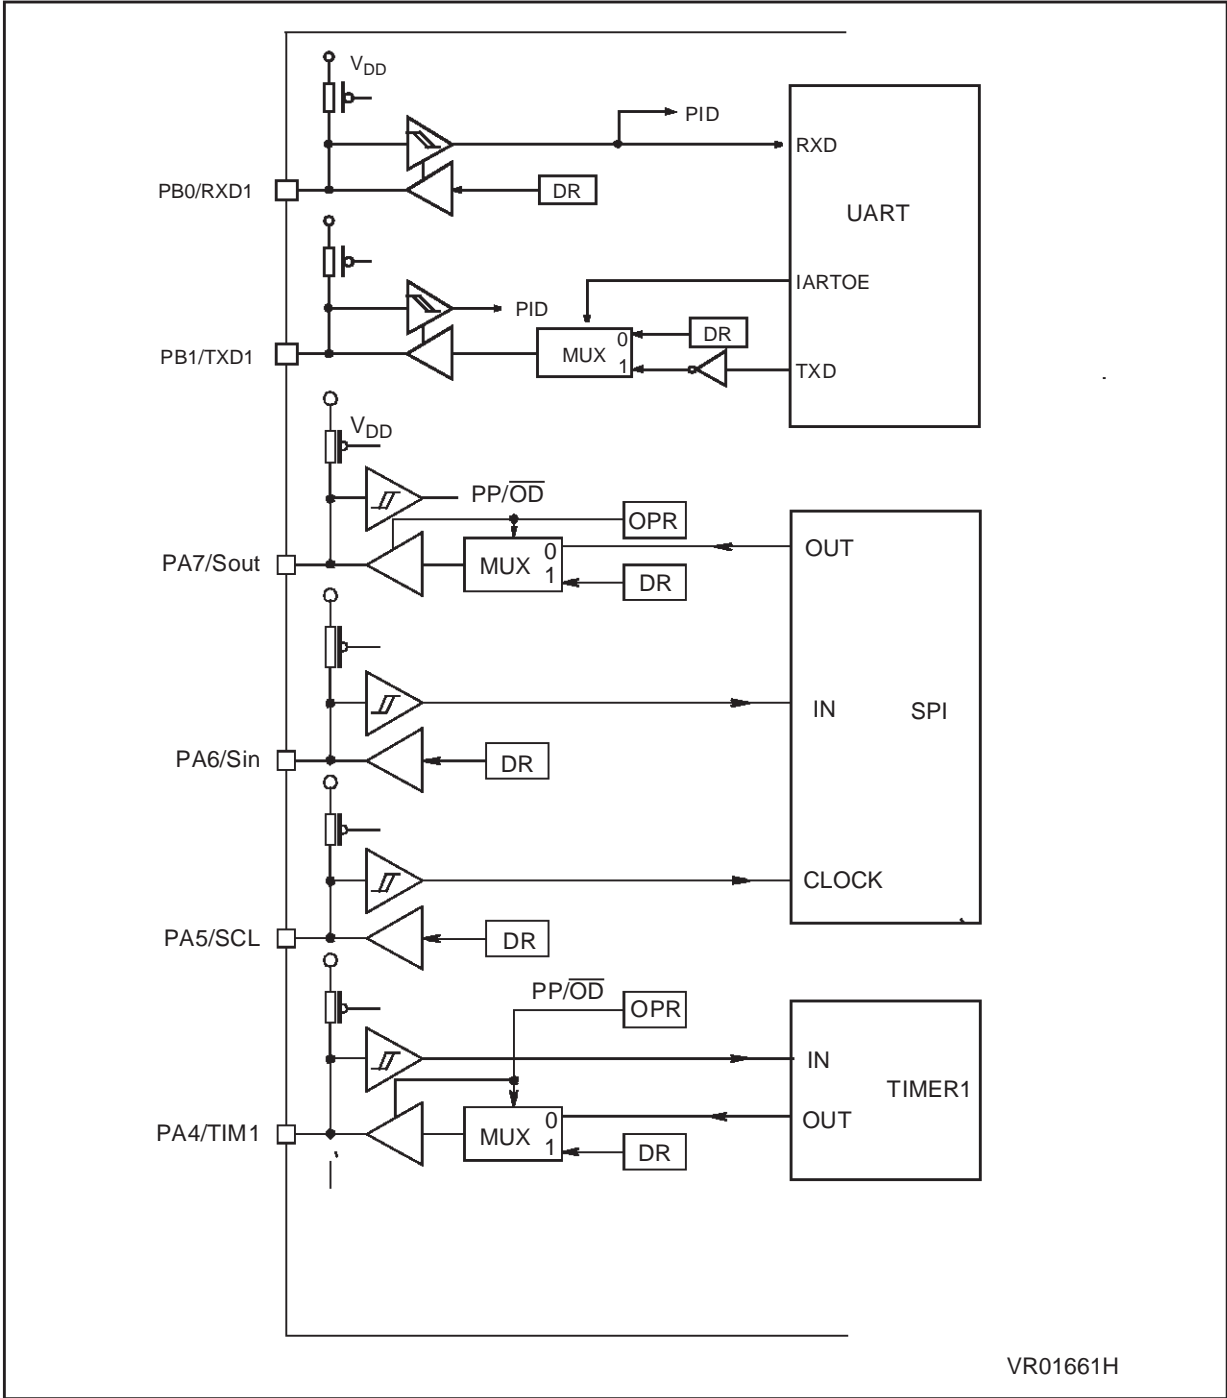 VDD
PID
RXD
PB0/RXD1
DR
UART
IARTOE
PID
DR
PB1/TXD1
MUX
0
1
TXD
VDD
PP/OD
OPR
PA7/Sout
MUX
0
1
OUT
DR
IN
SPI
PA6/Sin
DR
CLOCK
PA5/SCL
DR
PP/OD
OPR
IN
TIMER1
PA4/TIM1
MUX
0
1
OUT
DR
VR01661H